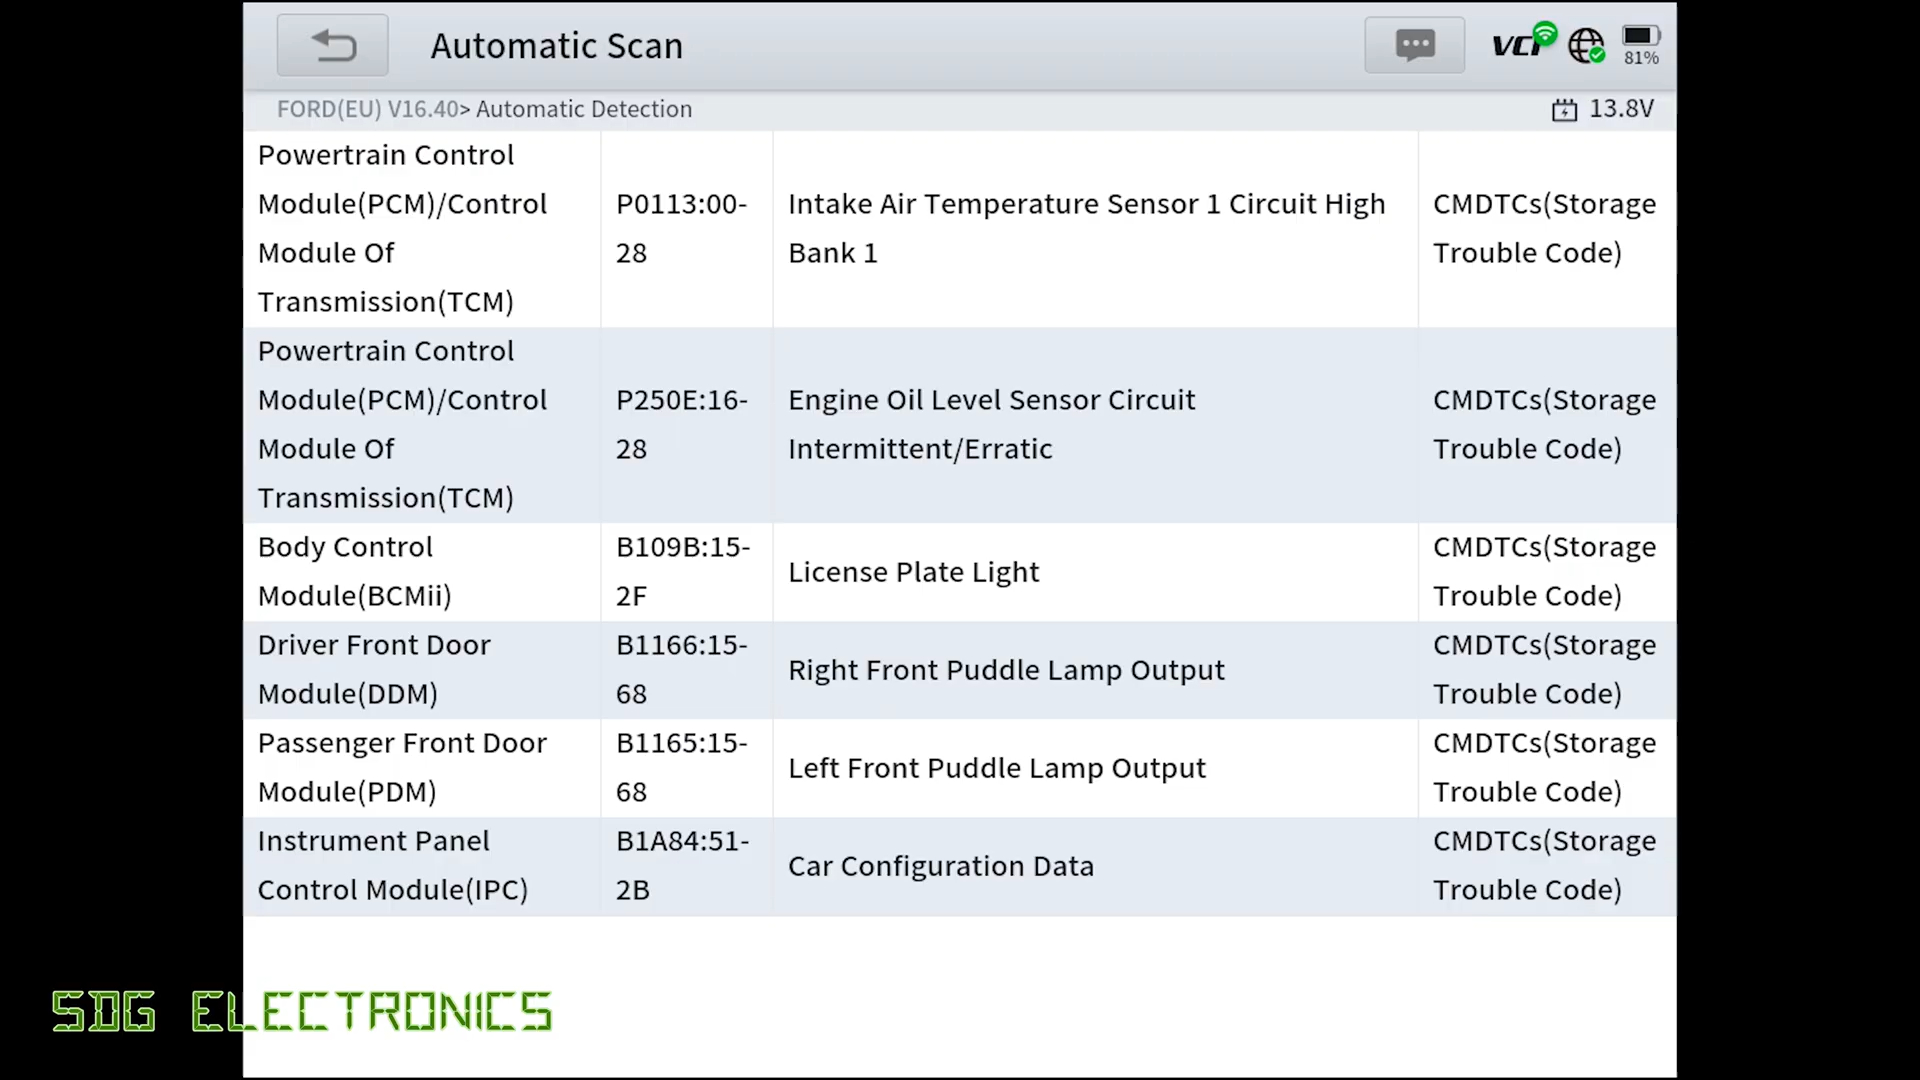 Automatic Scan
VCI
81%
FORD(EU) V16.40> Automatic Detection
13.8V
Powertrain Control
Module(PCM)/Control
Module Of
Transmission(TCM)
P0113:00-
28
Intake Air Temperature Sensor 1 Circuit High
Bank 1
CMDTCs(Storage
Trouble Code)
Powertrain Control
Module(PCM)/Control
Module Of
Transmission(TCM)
P250E:16-
28
Engine Oil Level Sensor Circuit
Intermittent/Erratic
CMDTCs(Storage
Trouble Code)
Body Control
Module(BCMii)
B109B:15-
2F
License Plate Light
CMDTCs(Storage
Trouble Code)
Driver Front Door
Module(DDM)
B1166:15-
68
Right Front Puddle Lamp Output
CMDTCs(Storage
Trouble Code)
Passenger Front Door
Module(PDM)
B1165:15-
68
Left Front Puddle Lamp Output
CMDTCs(Storage
Trouble Code)
Instrument Panel
Control Module(IPC)
B1A84:51-
2B
Car Configuration Data
CMDTCs(Storage
Trouble Code)
SDG ELECTRONICS